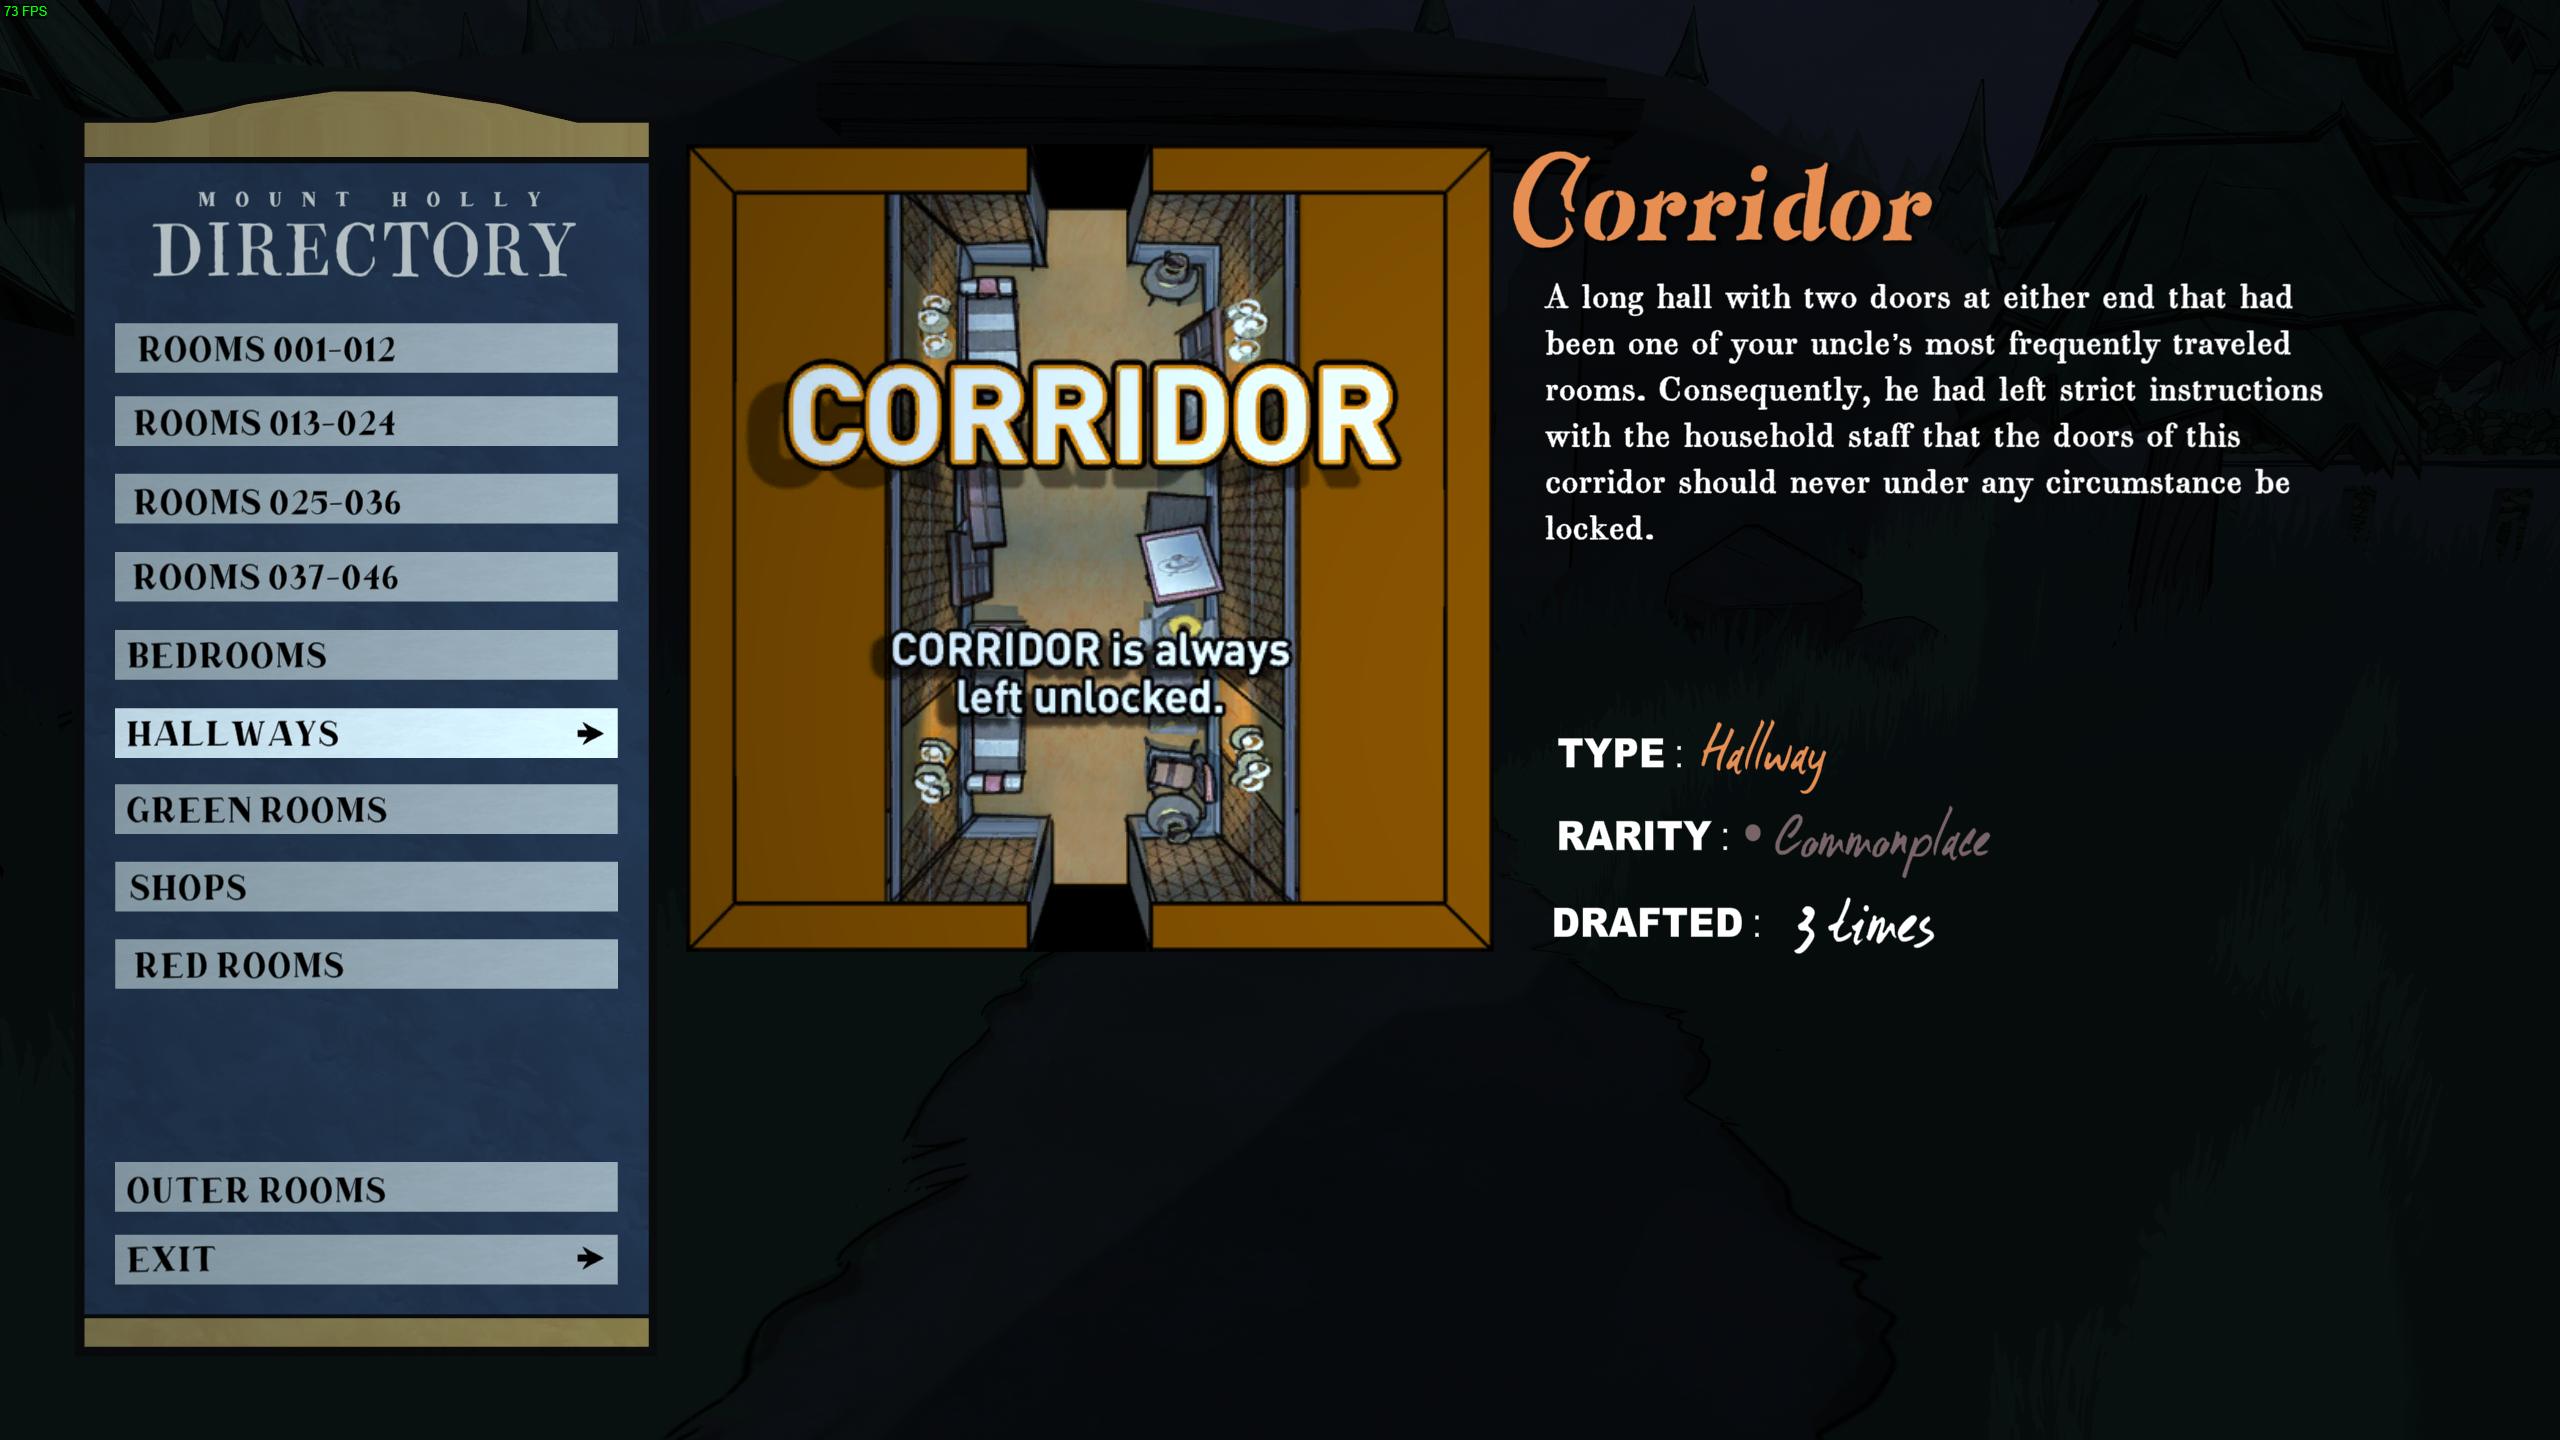 73 FPS
MOUNT HOLLY
DIRECTORY
ROOMS 001-012
ROOMS 013-024
ROOMS 025-036
ROOMS 037-046
BEDROOMS
HALLWAYS
GREEN ROOMS
SHOPS
RED ROOMS
OUTER ROOMS
EXIT
CORRIDOR
CORRIDOR is always
left unlocked.
Corridor
A long hall with two doors at either end that had
been one of your uncle's most frequently traveled
rooms. Consequently, he had left strict instructions
with the household staff that the doors of this
corridor should never under any circumstance be
locked.
TYPE : Hallway
RARITY : • Commonplace
DRAFTED : 3 times